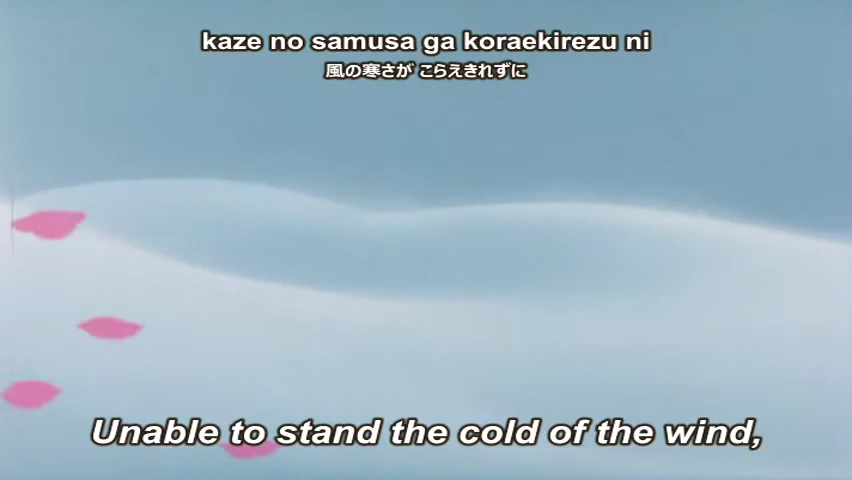 kaze no samusa ga koraekirezu ni
風の寒さが こらえきれずに
Unable to stand the cold of the wind,